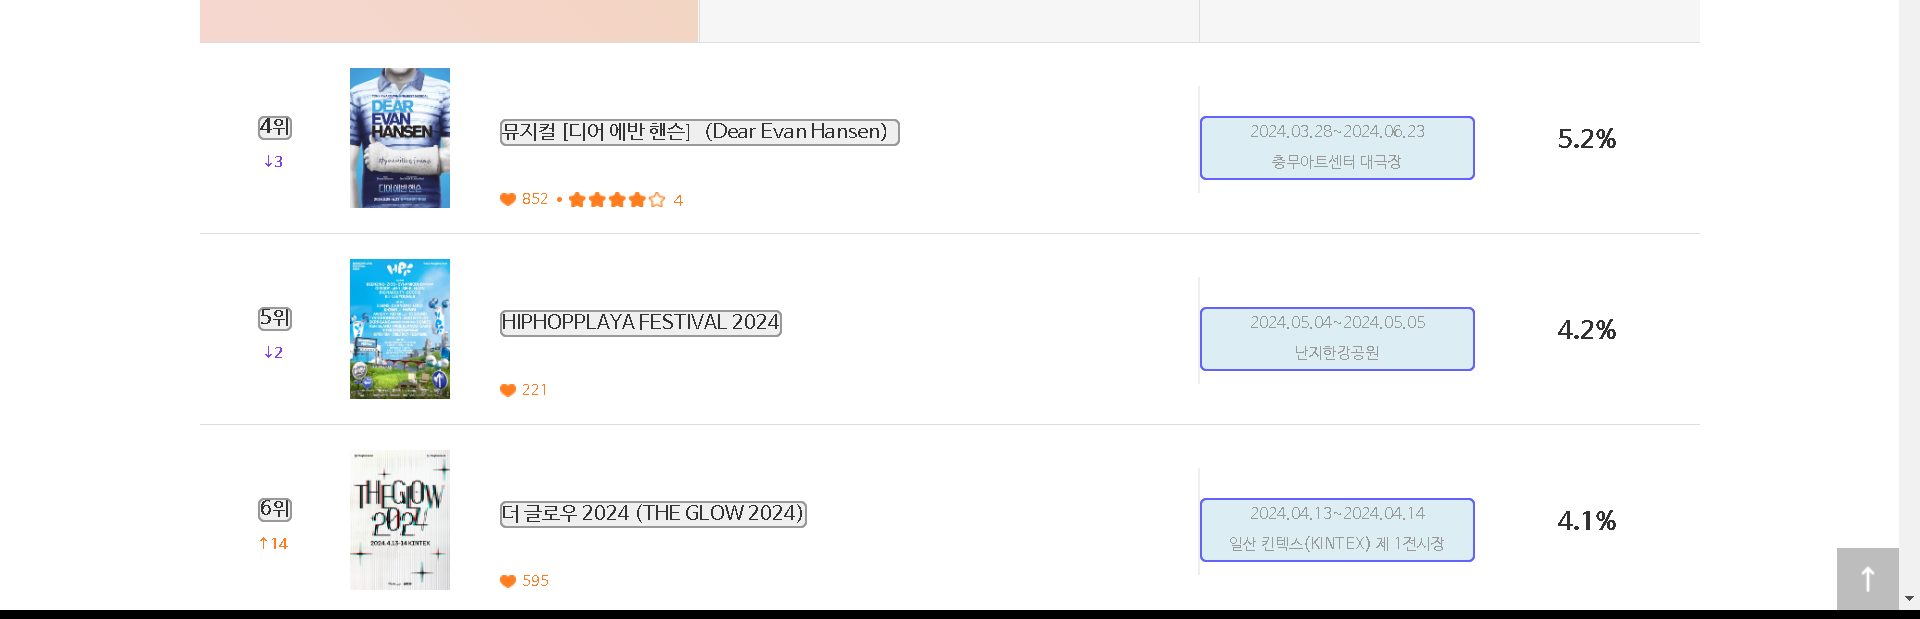 4위
↓3
DEAR
EVAN
HANSEN
디어 에반 핸슨
뮤지컬 [디어 에반 핸슨] (Dear Evan Hansen)
852 • 4
2024.03.28~2024.06.23
충무아트센터 대극장
5.2%
5위
↓2
HIPHOPPLAYA FESTIVAL 2024
221
2024.05.04~2024.05.05
난지한강공원
4.2%
6위
↑14
THE GLOW
2024
2024.4.13-14 KINTEX
더 글로우 2024 (THE GLOW 2024)
595
2024.04.13~2024.04.14
일산 킨텍스(KINTEX) 제 1전시장
4.1%
↑